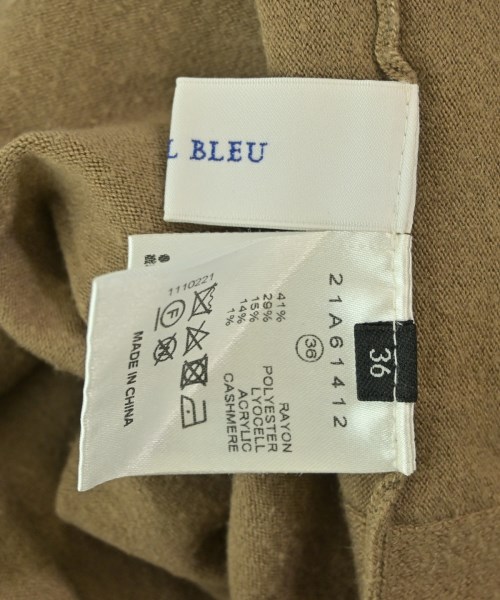 L BLEU
21A61412
36
36
41% RAYON
29% POLYESTER
15% LYOCELL
14% ACRYLIC
1% CASHMERE
1110221
F
MADE IN CHINA